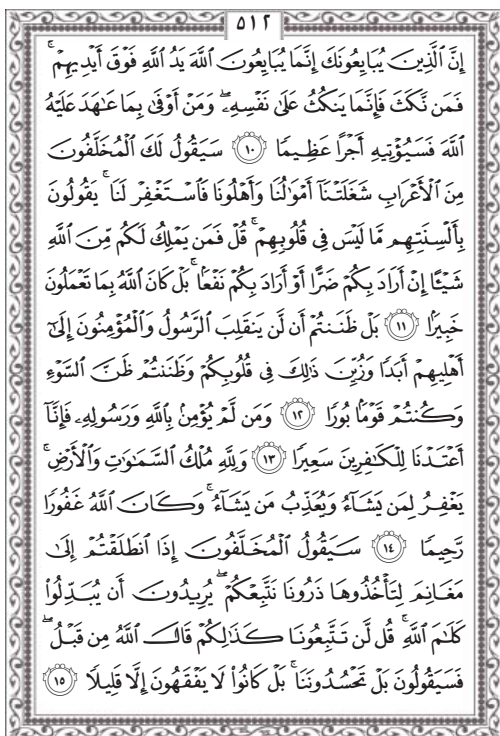 ٥١٢
إِنَّ ٱلَّذِينَ يُبَايِعُونَكَ إِنَّمَا يُبَايِعُونَ ٱللَّهَ يَدُ ٱللَّهِ فَوْقَ أَيْدِيهِمْ ۚ
فَمَن نَّكَثَ فَإِنَّمَا يَنكُثُ عَلَىٰ نَفْسِهِۦ ۖ وَمَنْ أَوْفَىٰ بِمَا عَـٰهَدَ عَلَيْهُ
ٱللَّهَ فَسَيُؤْتِيهِ أَجْرًا عَظِيمًا ١٠ سَيَقُولُ لَكَ ٱلْمُخَلَّفُونَ
مِنَ ٱلْأَعْرَابِ شَغَلَتْنَآ أَمْوَٰلُنَا وَأَهْلُونَا فَٱسْتَغْفِرْ لَنَا ۚ يَقُولُونَ
بِأَلْسِنَتِهِم مَّا لَيْسَ فِى قُلُوبِهِمْ ۚ قُلْ فَمَن يَمْلِكُ لَكُم مِّنَ ٱللَّهِ
شَيْـًٔا إِنْ أَرَادَ بِكُمْ ضَرًّا أَوْ أَرَادَ بِكُمْ نَفْعًۢا ۚ بَلْ كَانَ ٱللَّهُ بِمَا تَعْمَلُونَ
خَبِيرًۢا ١١ بَلْ ظَنَنتُمْ أَن لَّن يَنقَلِبَ ٱلرَّسُولُ وَٱلْمُؤْمِنُونَ إِلَىٰٓ
أَهْلِيهِمْ أَبَدًا وَزُيِّنَ ذَٰلِكَ فِى قُلُوبِكُمْ وَظَنَنتُمْ ظَنَّ ٱلسَّوْءِ
وَكُنتُمْ قَوْمًۢا بُورًا ١٢ وَمَن لَّمْ يُؤْمِنۢ بِٱللَّهِ وَرَسُولِهِۦ فَإِنَّآ
أَعْتَدْنَا لِلْكَـٰفِرِينَ سَعِيرًا ١٣ وَلِلَّهِ مُلْكُ ٱلسَّمَـٰوَٰتِ وَٱلْأَرْضِ ۚ
يَغْفِرُ لِمَن يَشَآءُ وَيُعَذِّبُ مَن يَشَآءُ ۚ وَكَانَ ٱللَّهُ غَفُورًا
رَّحِيمًا ١٤ سَيَقُولُ ٱلْمُخَلَّفُونَ إِذَا ٱنطَلَقْتُمْ إِلَىٰ
مَغَانِمَ لِتَأْخُذُوهَا ذَرُونَا نَتَّبِعْكُمْ ۖ يُرِيدُونَ أَن يُبَدِّلُوا۟
كَلَـٰمَ ٱللَّهِ ۚ قُل لَّن تَتَّبِعُونَا كَذَٰلِكُمْ قَالَ ٱللَّهُ مِن قَبْلُ ۖ
فَسَيَقُولُونَ بَلْ تَحْسُدُونَنَا ۚ بَلْ كَانُوا۟ لَا يَفْقَهُونَ إِلَّا قَلِيلًا ١٥